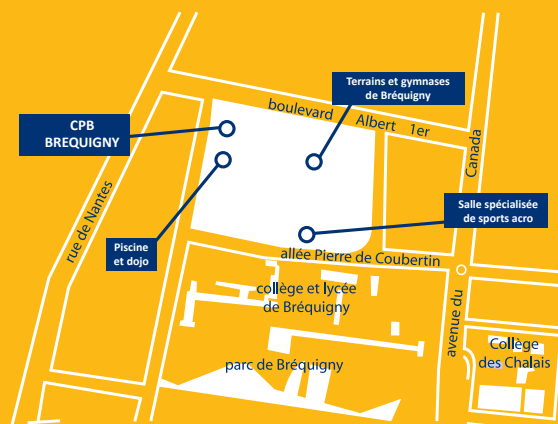 Terrains et gymnases
de Bréquigny
boulevard Albert 1er
CPB
BREQUIGNY
Canada
rue de Nantes
Salle spécialisée
de sports acro
Piscine
et dojo
allée Pierre de Coubertin
collège et lycée
de Bréquigny
avenue du
parc de Bréquigny
Collège
des Chalais